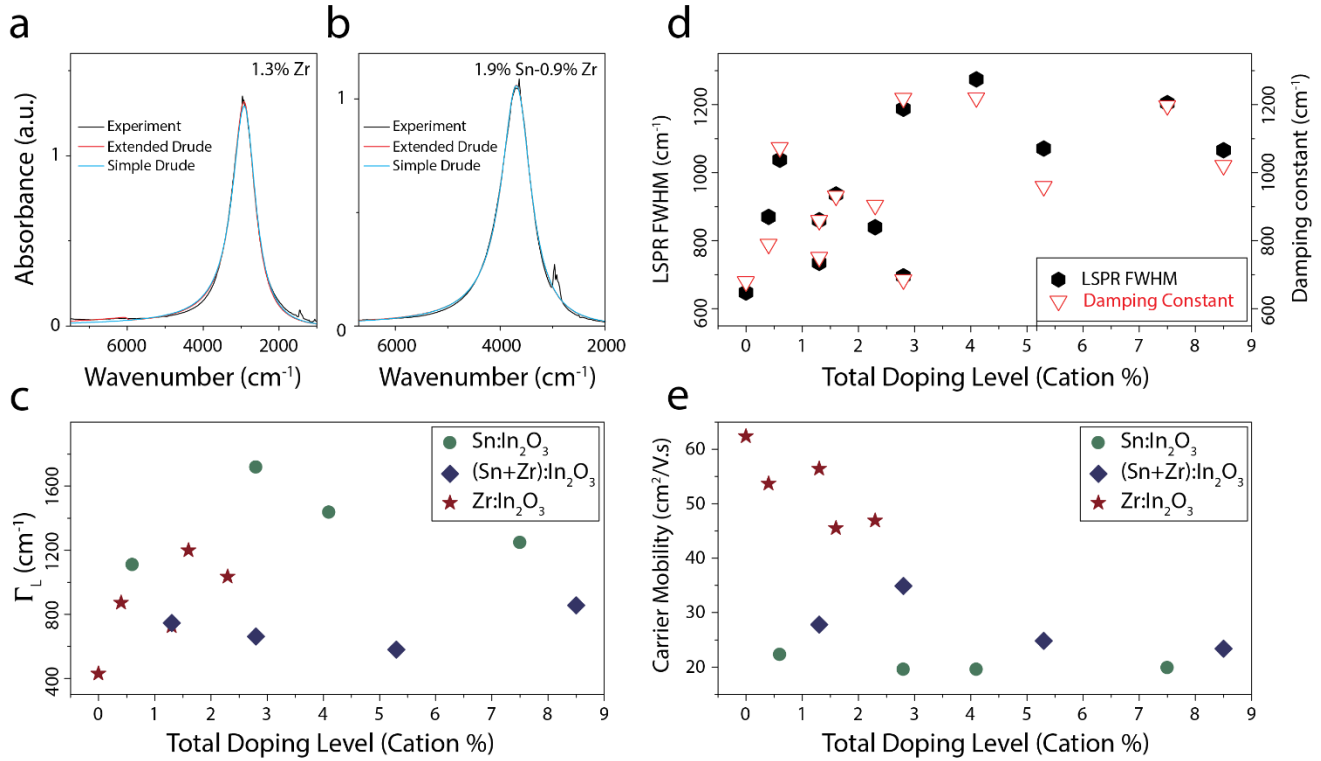 a
1.3% Zr
Experiment
Extended Drude
Simple Drude
Absorbance (a.u.)
0
1
6000
4000
2000
Wavenumber (cm⁻¹)
b
1.9% Sn-0.9% Zr
Experiment
Extended Drude
Simple Drude
0
1
6000
4000
2000
Wavenumber (cm⁻¹)
d
LSPR FWHM (cm⁻¹)
600
800
1000
1200
Damping constant (cm⁻¹)
600
800
1000
1200
LSPR FWHM
Damping Constant
0 1 2 3 4 5 6 7 8 9
Total Doping Level (Cation %)
c
Sn:In₂O₃
(Sn+Zr):In₂O₃
Zr:In₂O₃
Γ_L (cm⁻¹)
400
800
1200
1600
0 1 2 3 4 5 6 7 8 9
Total Doping Level (Cation %)
e
Sn:In₂O₃
(Sn+Zr):In₂O₃
Zr:In₂O₃
Carrier Mobility (cm²/V.s)
60
50
40
30
20
0 1 2 3 4 5 6 7 8 9
Total Doping Level (Cation %)